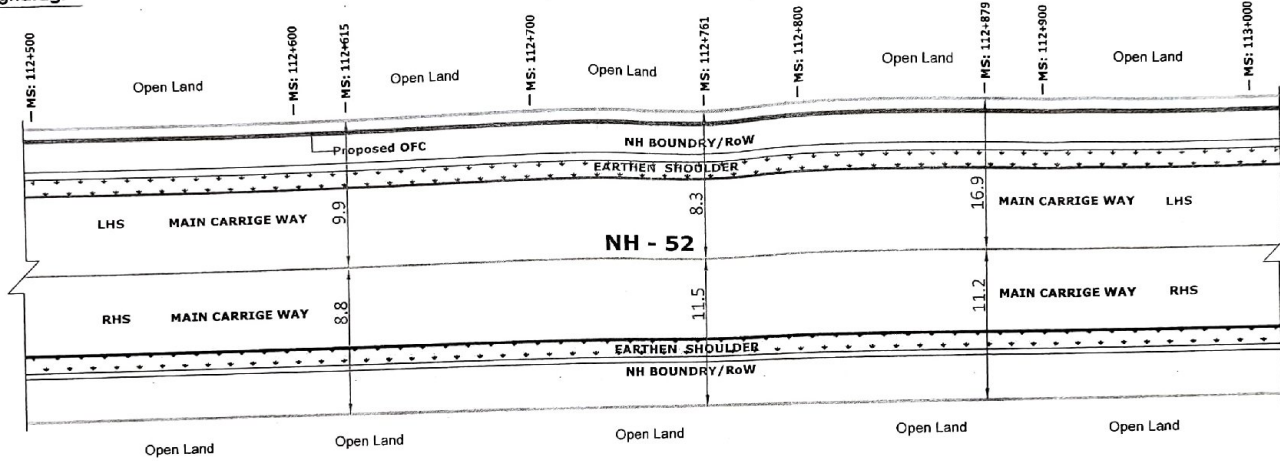 MS: 112+500
MS: 112+600
MS: 112+615
MS: 112+700
MS: 112+761
MS: 112+800
MS: 112+879
MS: 112+900
MS: 113+000
Open Land
Open Land
Open Land
Open Land
Open Land
Proposed OFC
NH BOUNDRY/RoW
EARTHEN SHOULDER
LHS MAIN CARRIGE WAY
9.9
8.3
16.9
MAIN CARRIGE WAY LHS
NH - 52
RHS MAIN CARRIGE WAY
8.8
11.5
11.2
MAIN CARRIGE WAY RHS
EARTHEN SHOULDER
NH BOUNDRY/RoW
Open Land
Open Land
Open Land
Open Land
Open Land